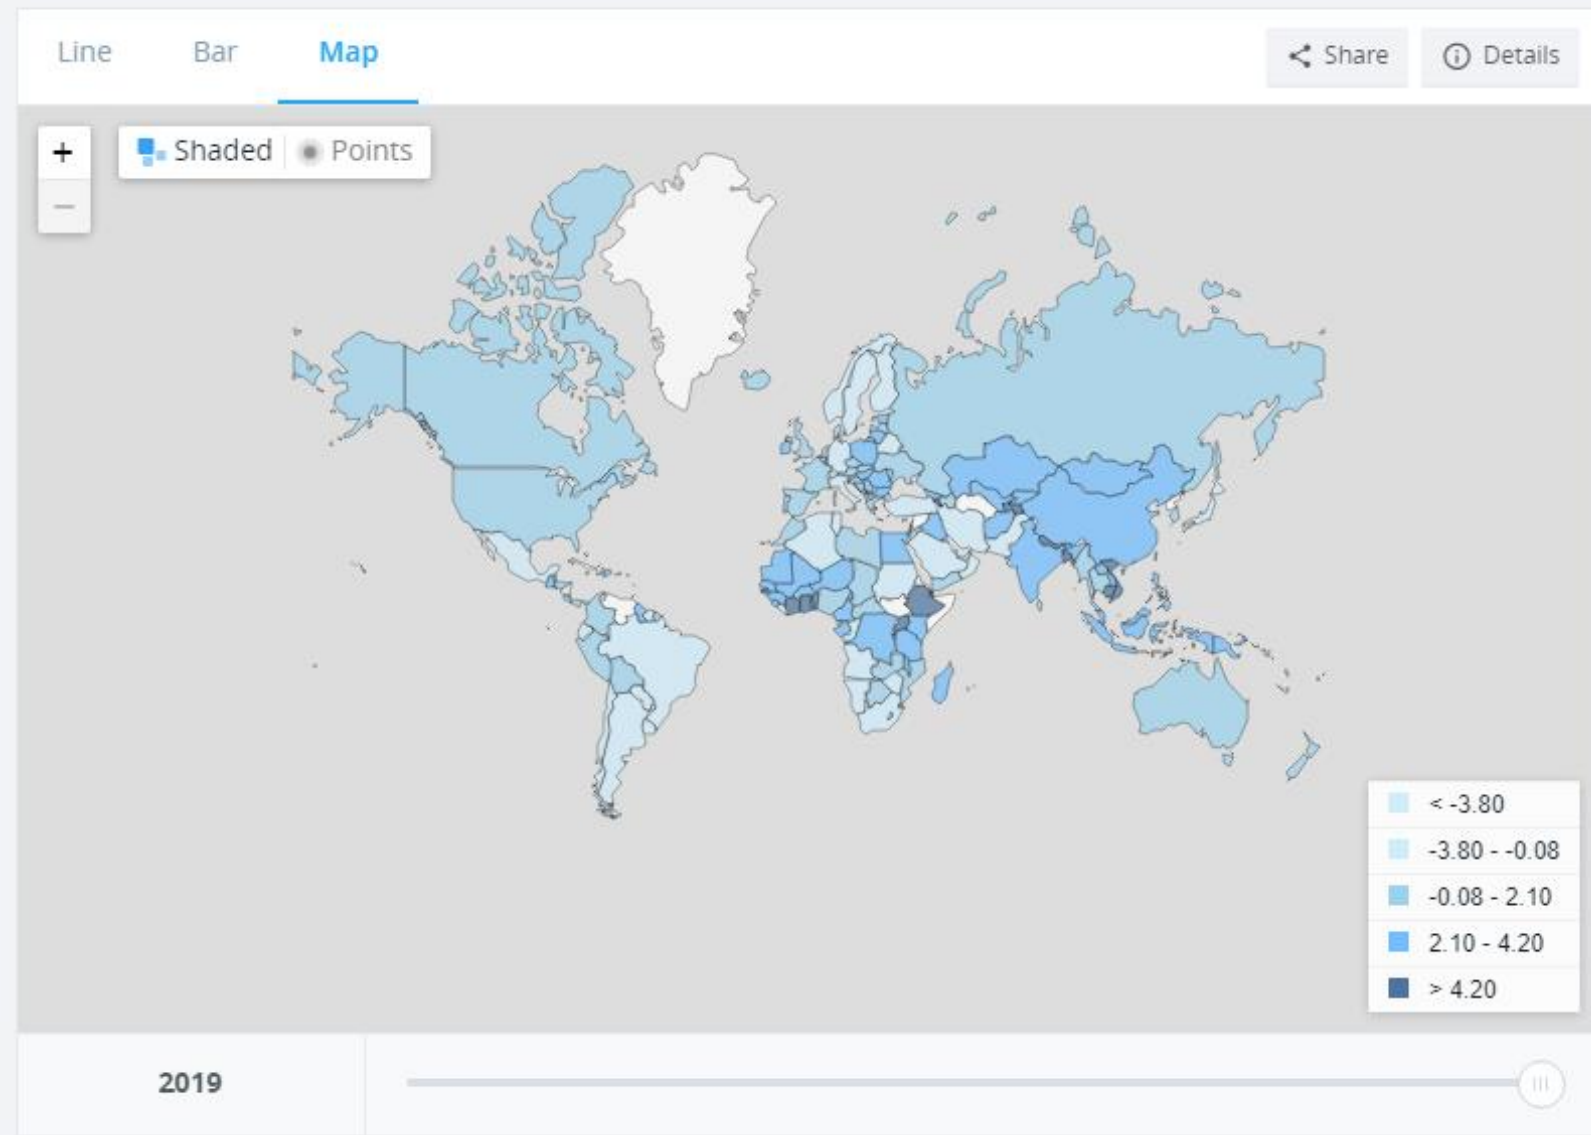 Line Bar Map Share Details
+ Shaded Points
−
< -3.80
-3.80 - -0.08
-0.08 - 2.10
2.10 - 4.20
> 4.20
2019